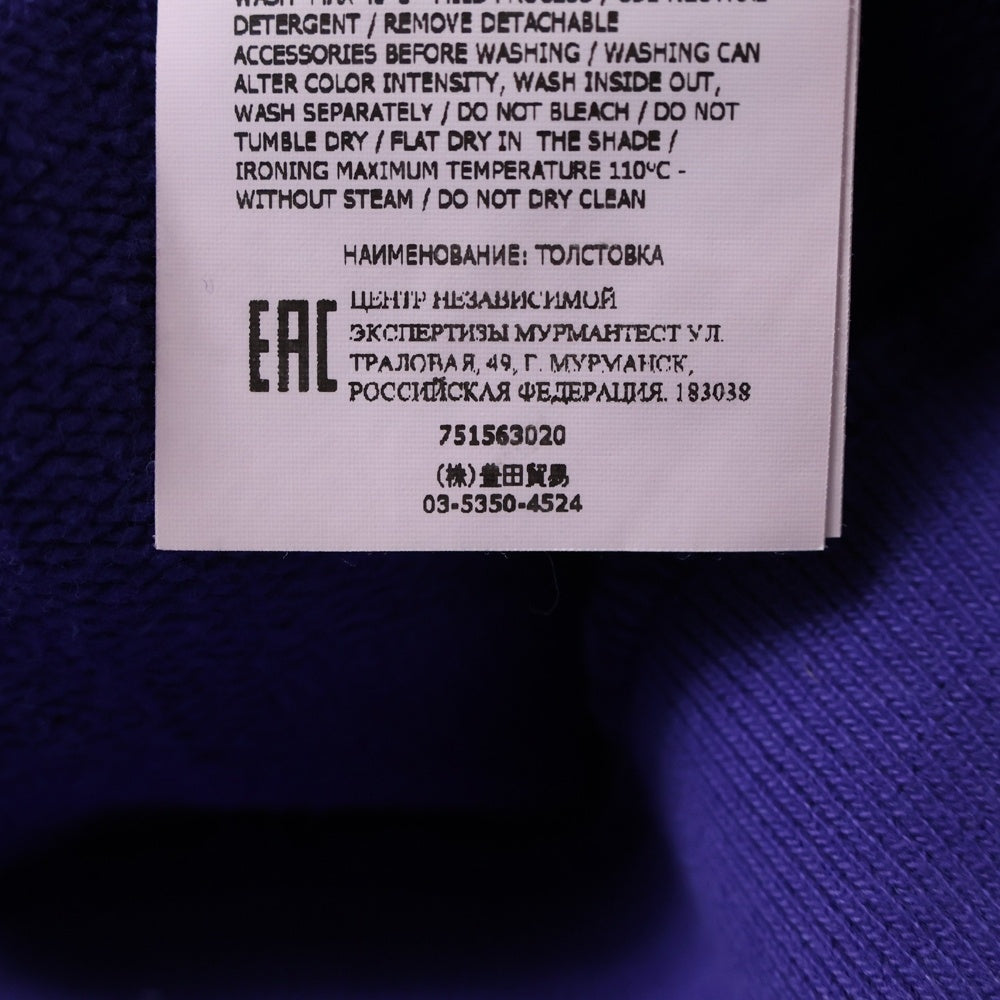 DETERGENT / REMOVE DETACHABLE
ACCESSORIES BEFORE WASHING / WASHING CAN
ALTER COLOR INTENSITY, WASH INSIDE OUT,
WASH SEPARATELY / DO NOT BLEACH / DO NOT
TUMBLE DRY / FLAT DRY IN THE SHADE /
IRONING MAXIMUM TEMPERATURE 110°C -
WITHOUT STEAM / DO NOT DRY CLEAN
НАИМЕНОВАНИЕ: ТОЛСТОВКА
EAC
ЦЕНТР НЕЗАВИСИМОЙ
ЭКСПЕРТИЗЫ МУРМАНТЕСТ УЛ.
ТРАЛОВАЯ, 49, Г. МУРМАНСК,
РОССИЙСКАЯ ФЕДЕРАЦИЯ. 183038
751563020
(株)豊田貿易
03-5350-4524